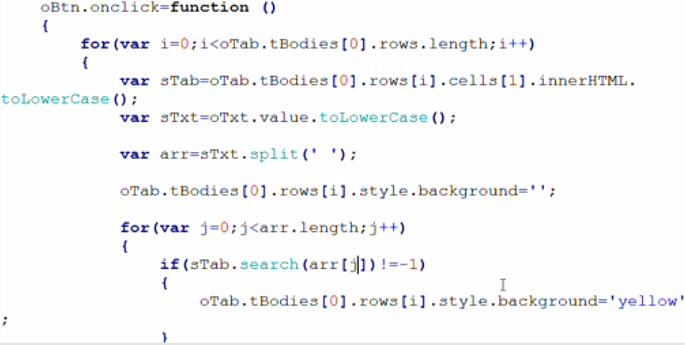 oBtn.onclick=function ()
{
for(var i=0;i<oTab.tBodies[0].rows.length;i++)
{
var sTab=oTab.tBodies[0].rows[i].cells[1].innerHTML.
toLowerCase();
var sTxt=oTxt.value.toLowerCase();
var arr=sTxt.split(' ');
oTab.tBodies[0].rows[i].style.background='';
for(var j=0;j<arr.length;j++)
{
if(sTab.search(arr[j])!=-1)
{
oTab.tBodies[0].rows[i].style.background='yellow'
;
}